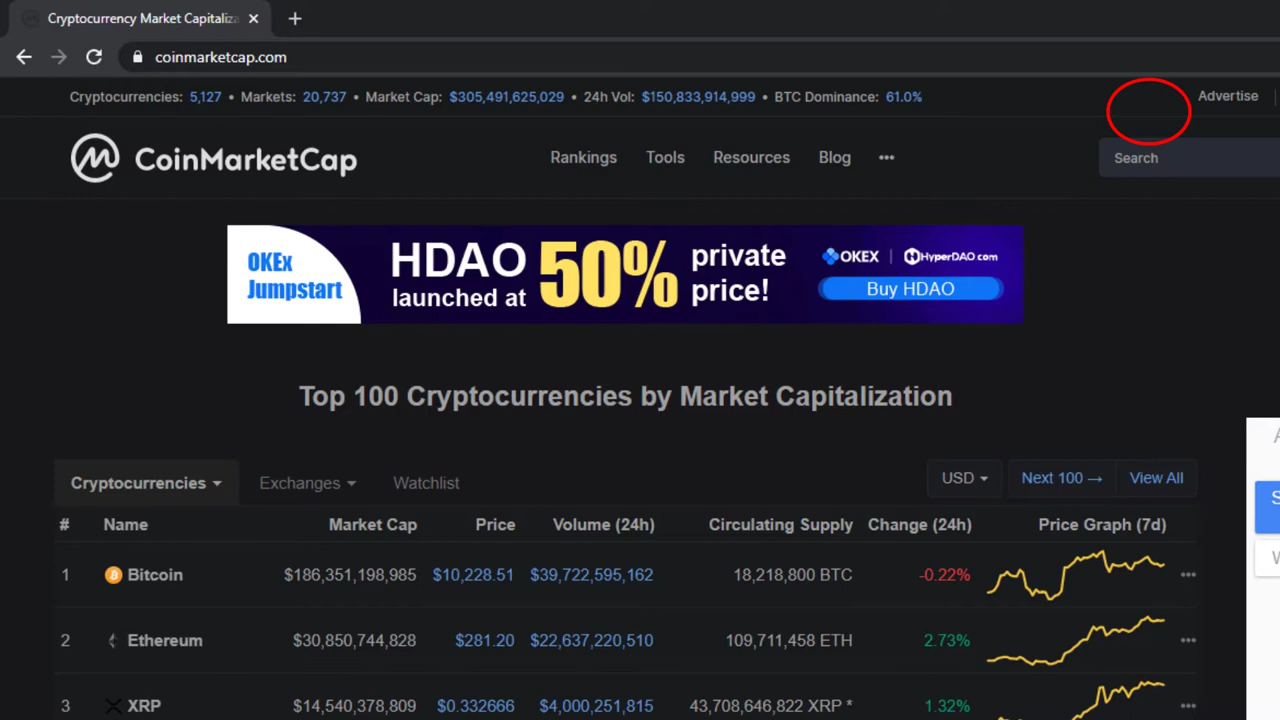 Cryptocurrency Market Capitaliza
coinmarketcap.com
Cryptocurrencies: 5,127 • Markets: 20,737 • Market Cap: $305,491,625,029 • 24h Vol: $150,833,914,999 • BTC Dominance: 61.0%
Advertise
CoinMarketCap
Rankings Tools Resources Blog •••
Search
OKEx
Jumpstart
HDAO
launched at
50%
private
price!
OKEX | HyperDAO.com
Buy HDAO
Top 100 Cryptocurrencies by Market Capitalization
Cryptocurrencies Exchanges Watchlist
USD Next 100 → View All
# Name Market Cap Price Volume (24h) Circulating Supply Change (24h) Price Graph (7d)
1 Bitcoin $186,351,198,985 $10,228.51 $39,722,595,162 18,218,800 BTC -0.22%
2 Ethereum $30,850,744,828 $281.20 $22,637,220,510 109,711,458 ETH 2.73%
3 XRP $14,540,378,809 $0.332666 $4,000,251,815 43,708,646,822 XRP * 1.32%